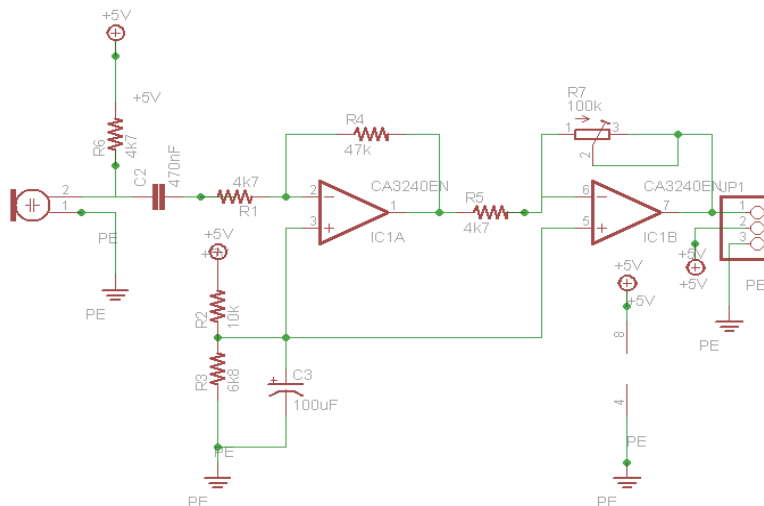 +5V
+5V
R6
4k7
2
1
PE
PE
C2
470nF
4k7
R1
R4
47k
2
3
1
CA3240EN
IC1A
R5
4k7
R7
100k
1
3
2
6
5
7
CA3240EN
IC1B
JP1
1
2
3
+5V
+5V
PE
PE
+5V
R2
10k
R3
6k8
C3
+
100uF
PE
PE
+5V
+5V
8
4
PE
PE